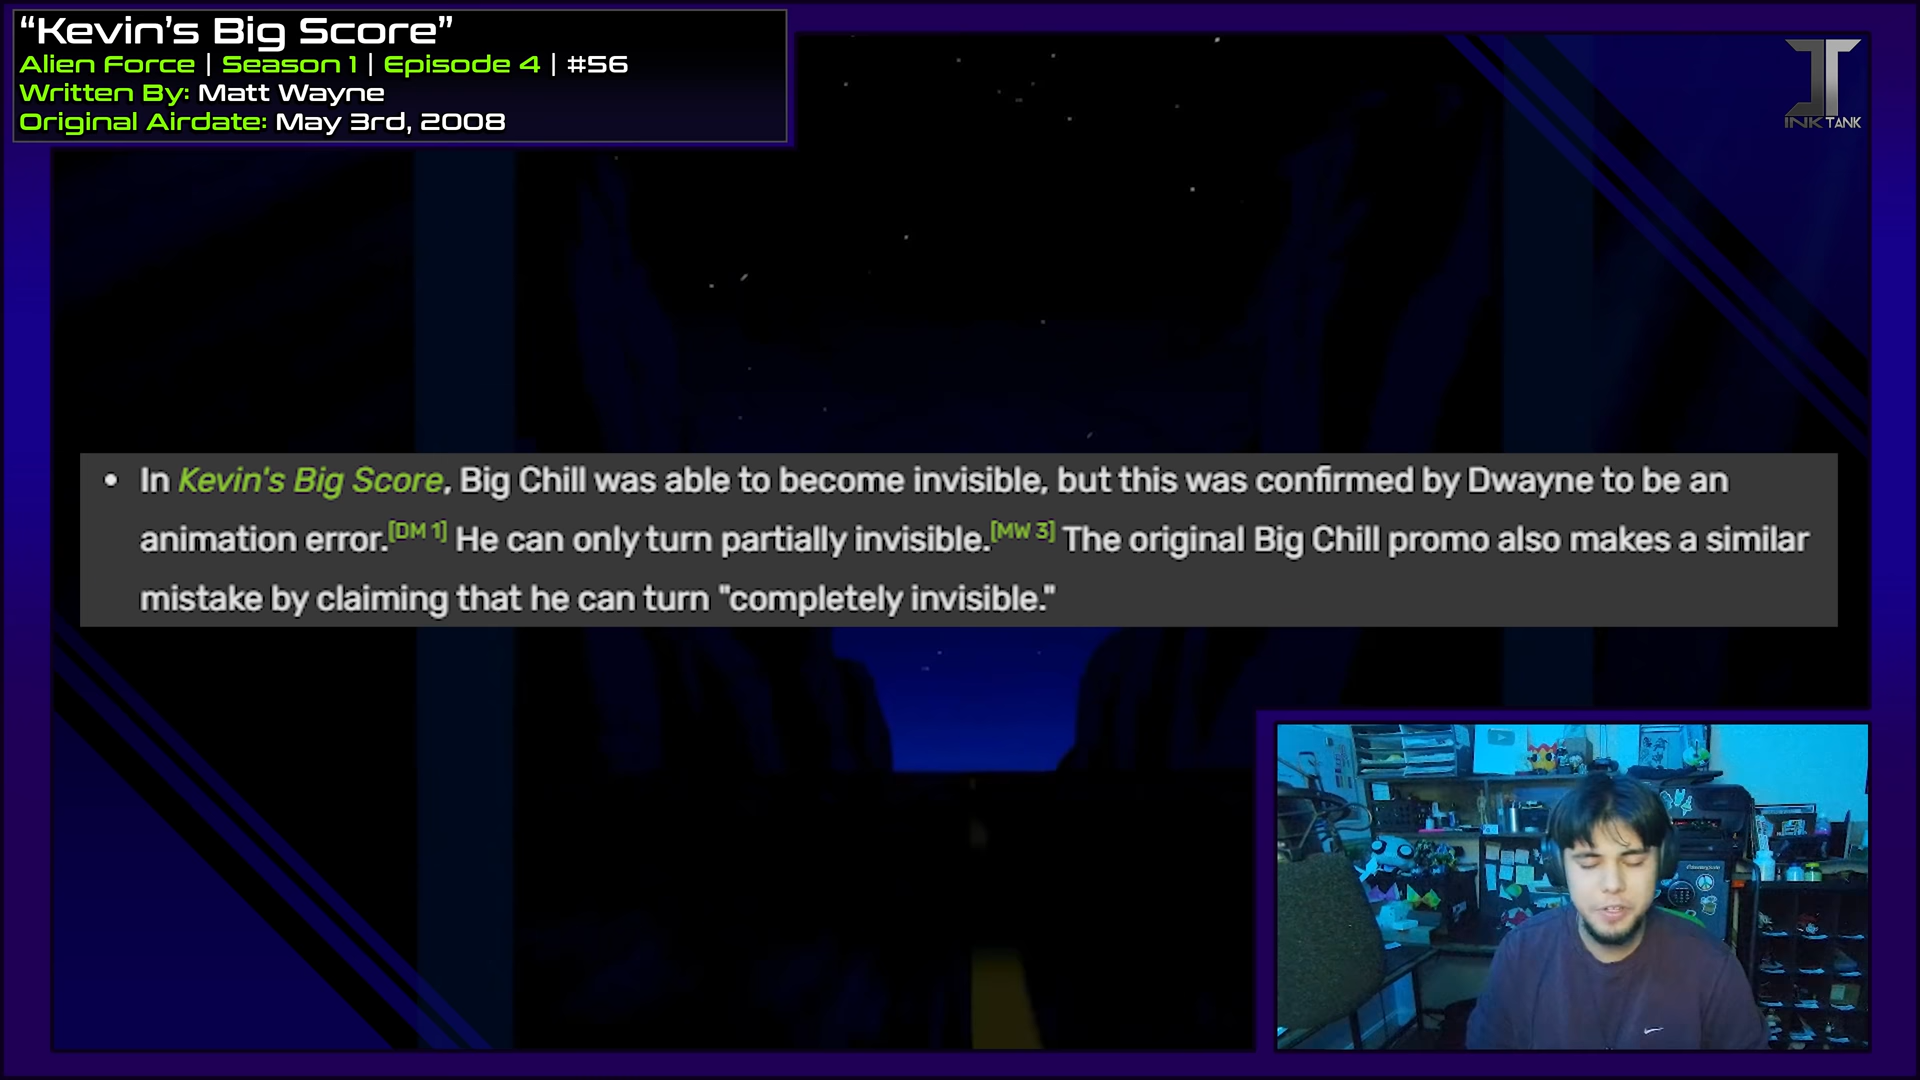 “Kevin’s Big Score”
Alien Force | Season 1 | Episode 4 | #56
Written By: Matt Wayne
Original Airdate: May 3rd, 2008
INKTANK
• In Kevin's Big Score, Big Chill was able to become invisible, but this was confirmed by Dwayne to be an
animation error.[DM 1] He can only turn partially invisible.[MW 3] The original Big Chill promo also makes a similar
mistake by claiming that he can turn "completely invisible."